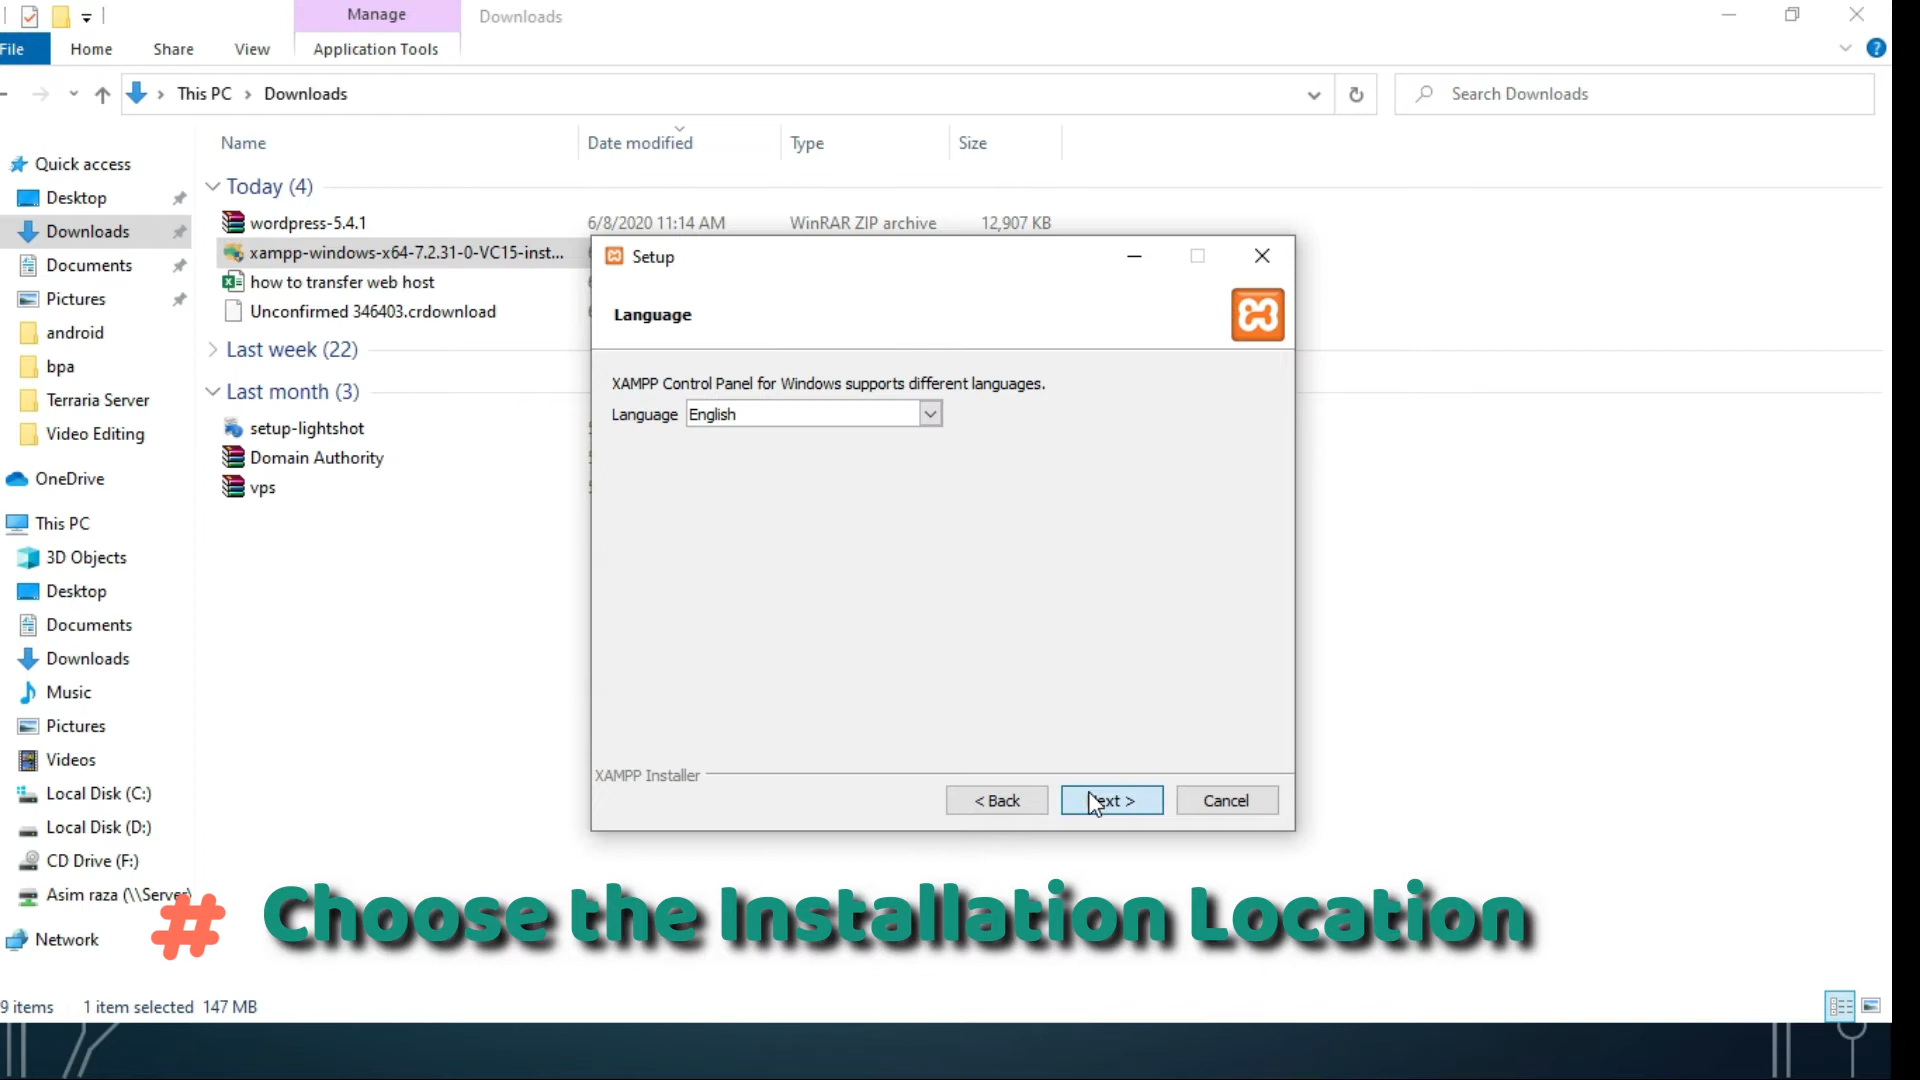 Manage
Downloads
File
Home
Share
View
Application Tools
This PC
Downloads
Search Downloads
Name
Date modified
Type
Size
Quick access
Desktop
Downloads
Documents
Pictures
android
bpa
Terraria Server
Video Editing
OneDrive
This PC
3D Objects
Desktop
Documents
Downloads
Music
Pictures
Videos
Local Disk (C:)
Local Disk (D:)
CD Drive (F:)
Asim raza (\\Server)
Network
Today (4)
wordpress-5.4.1
6/8/2020 11:14 AM
WinRAR ZIP archive
12,907 KB
xampp-windows-x64-7.2.31-0-VC15-inst...
how to transfer web host
Unconfirmed 346403.crdownload
Last week (22)
Last month (3)
setup-lightshot
Domain Authority
vps
Setup
Language
XAMPP Control Panel for Windows supports different languages.
Language
English
XAMPP Installer
< Back
Next >
Cancel
# Choose the Installation Location
9 items
1 item selected 147 MB